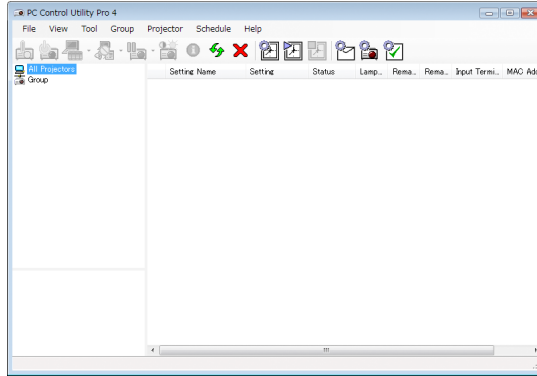 PC Control Utility Pro 4
File View Tool Group Projector Schedule Help
All Projectors
Group
Setting Name Setting Status Lamp... Rema... Rema... Input Termi... MAC Add